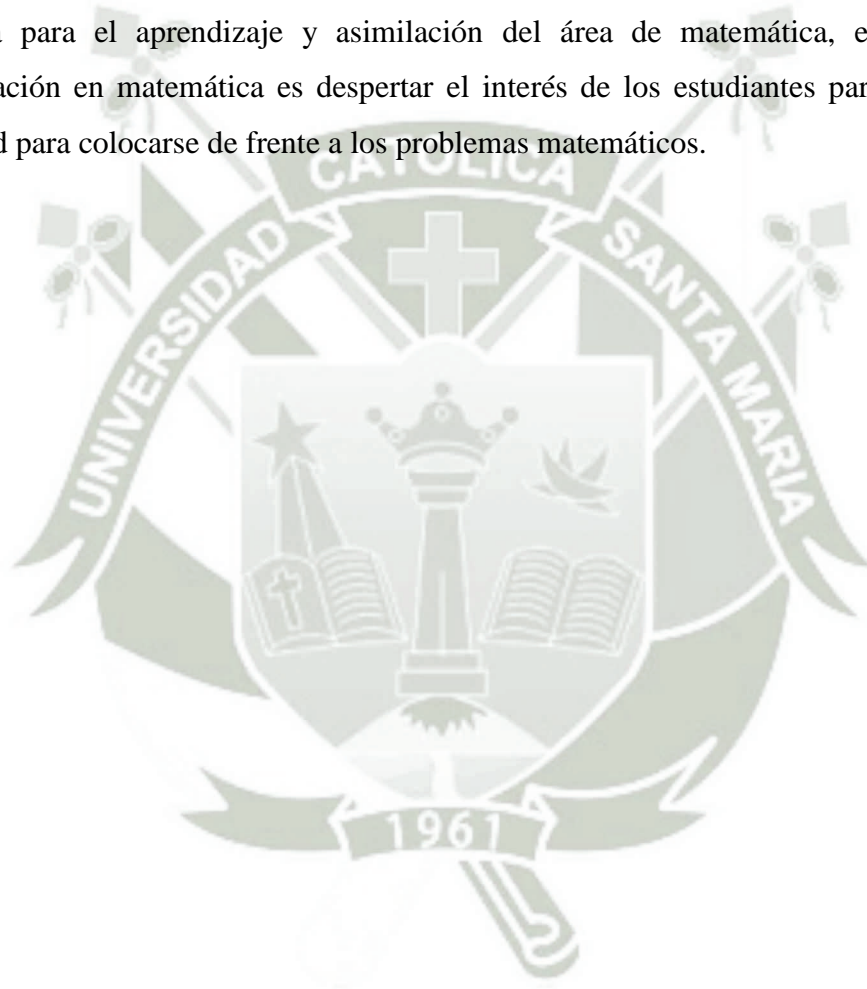 para el aprendizaje y asimilación del área de matemática, e
ación en matemática es despertar el interés de los estudiantes par
d para colocarse de frente a los problemas matemáticos.
UNIVERSIDAD CATOLICA SANTA MARIA
1961